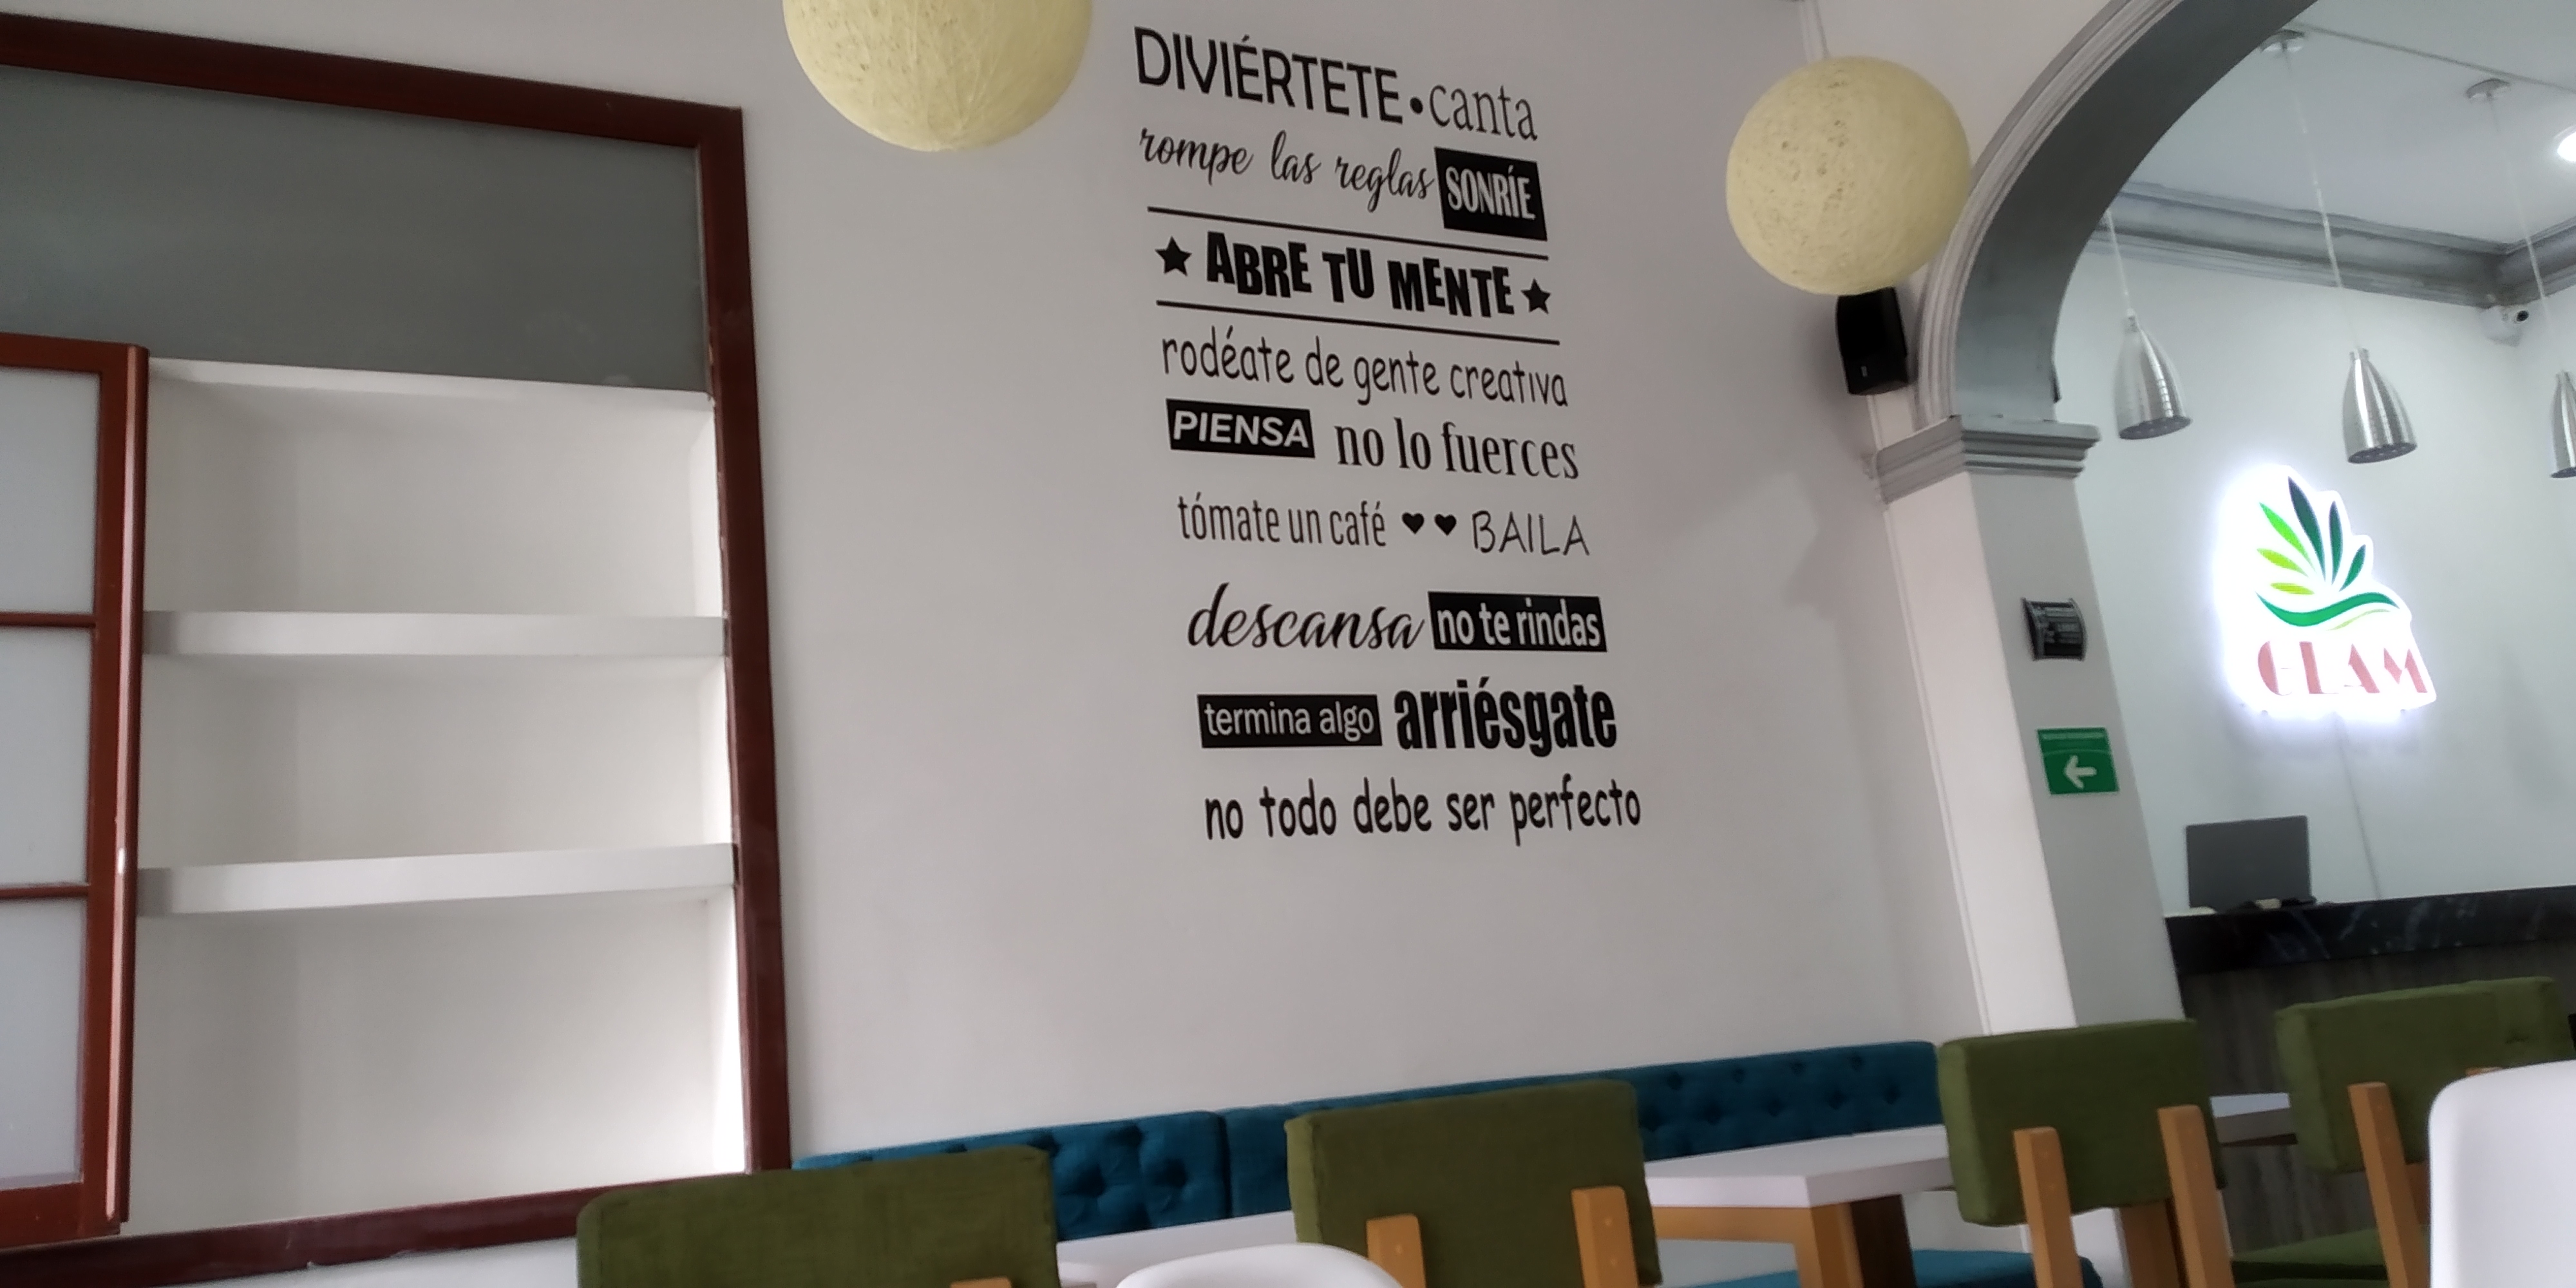 DIVIÉRTETE • canta
rompe las reglas SONRÍE
★ ABRE TU MENTE ★
rodéate de gente creativa
PIENSA no lo fuerces
tómate un café ♥♥ BAILA
descansa no te rindas
termina algo arriésgate
no todo debe ser perfecto
GLAM